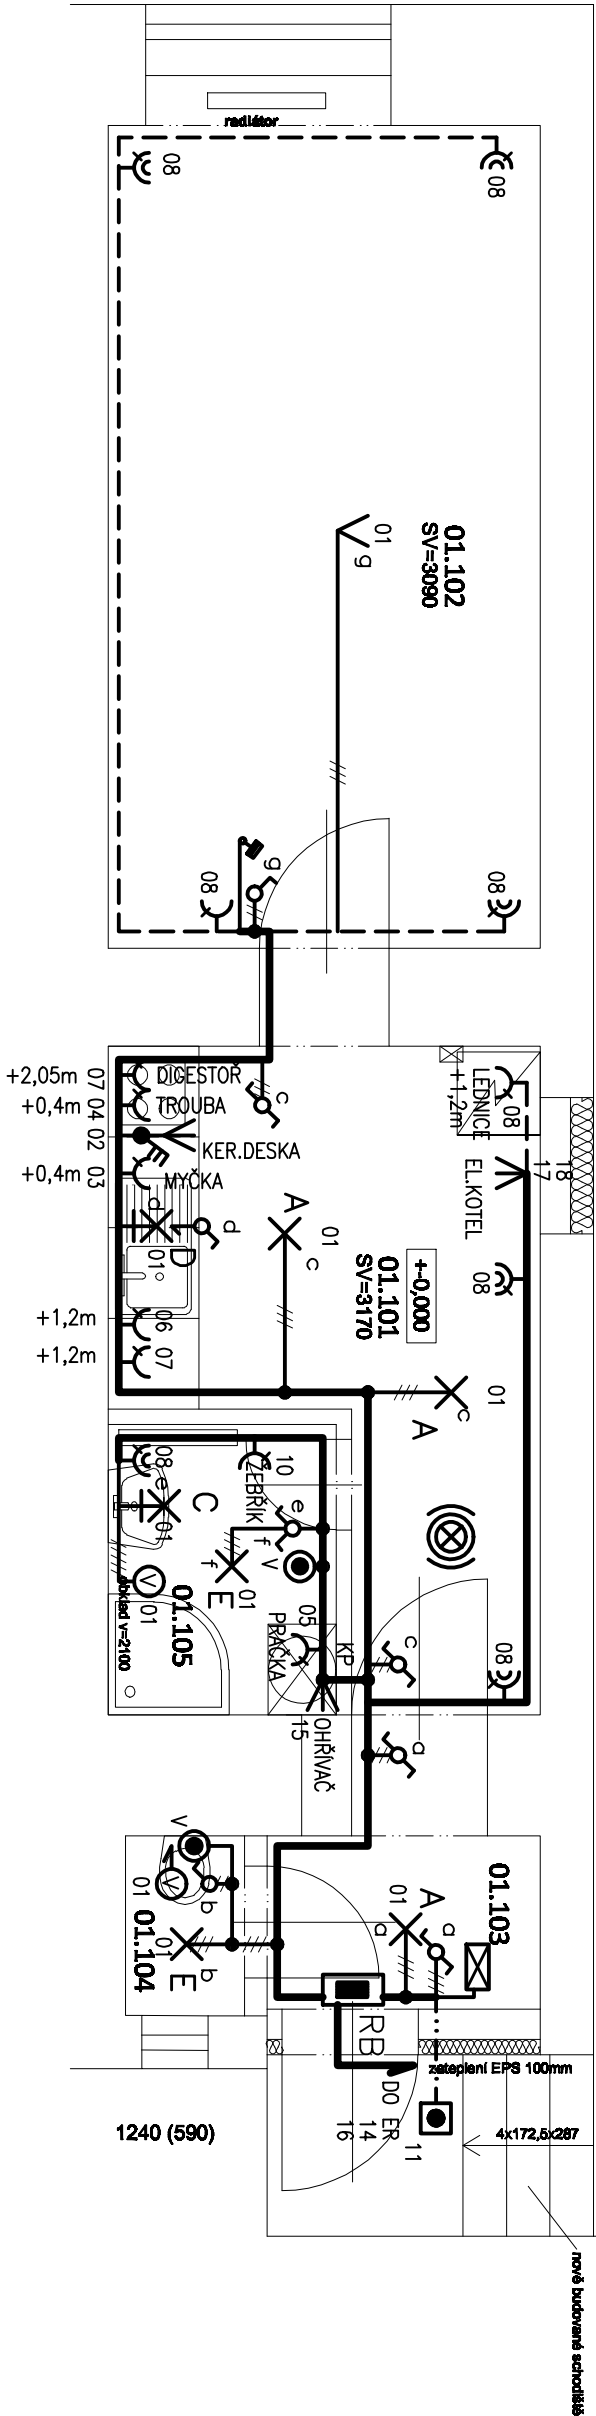 radiátor
08
08
01
g
01.102
SV=3090
g
08
08
c
+2,05m
07
DIGESTOŘ
+0,4m
04
TROUBA
02
KER.DESKA
+0,4m
03
MYČKA
LEDNICE
+1,2m
08
EL.KOTEL
18
17
d
d
D
01
A
01
c
+-0,000
01.101
SV=3170
08
+1,2m
06
+1,2m
07
01
c
A
08
e
01
C
10
ŽEBŘÍK
e
f
V
f
01
E
V
01
01.105
obklad v=2100
05
PRAČKA
KP
c
08
OHŘÍVAČ
15
a
V
V
01
b
01.104
01
b
E
01
A
a
a
01.103
RB
DO ER
14
16
11
zateplení EPS 100mm
1240 (590)
4x172,5x287
nově budované schodiště